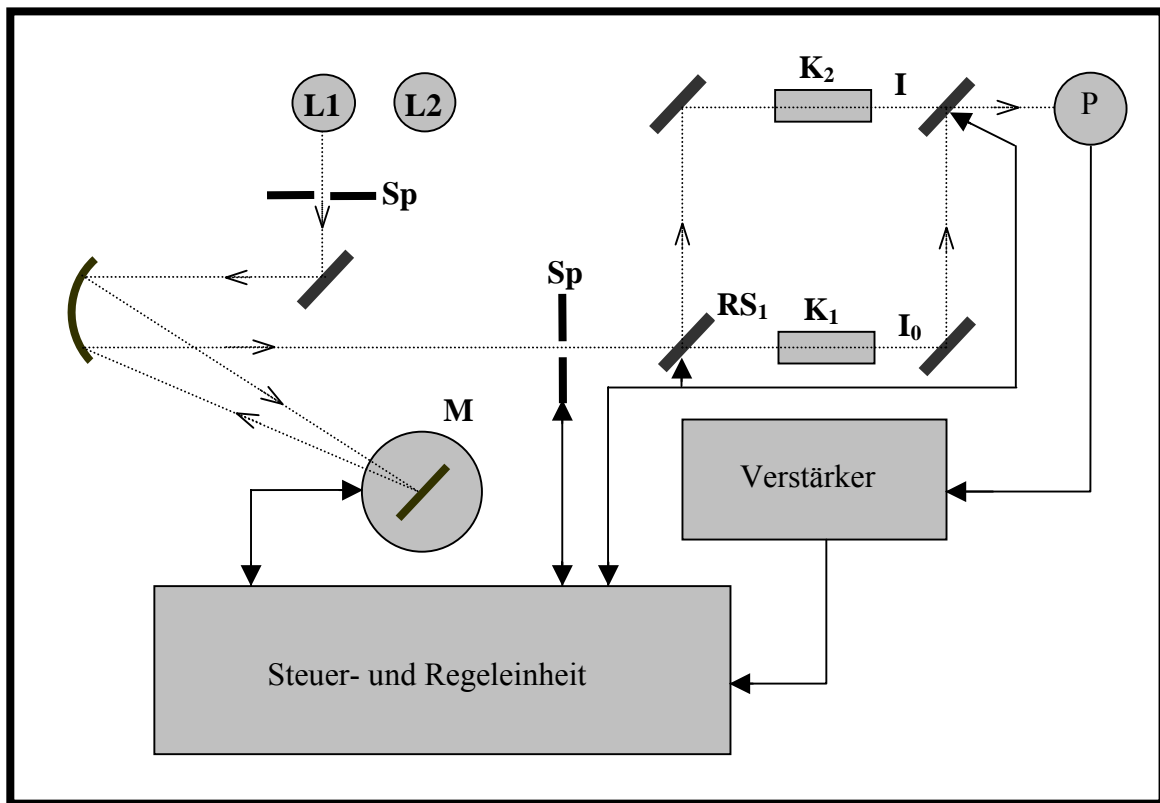 L1
L2
K₂
I
P
Sp
Sp
RS₁
K₁
I₀
M
Verstärker
Steuer- und Regeleinheit